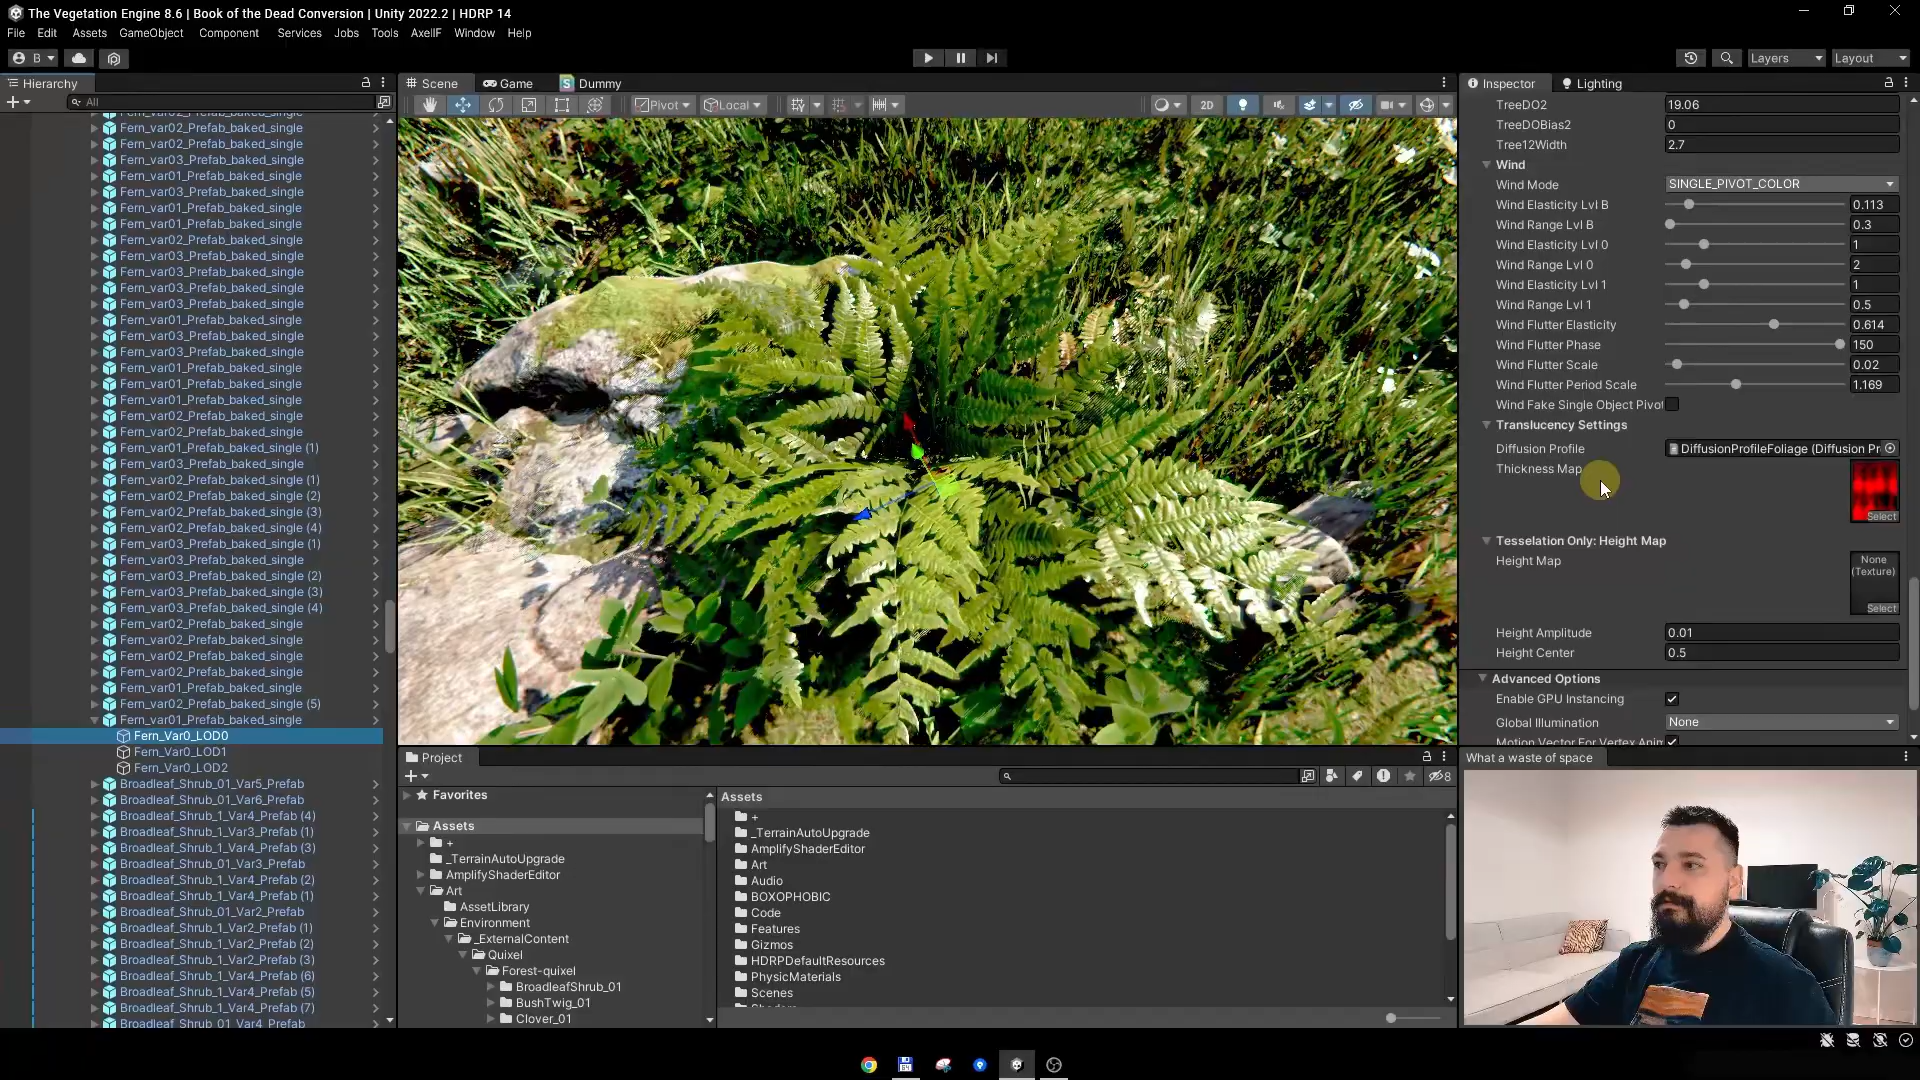 The Vegetation Engine 8.6 | Book of the Dead Conversion | Unity 2022.2 | HDRP 14
File Edit Assets GameObject Component Services Jobs Tools AxellF Window Help
B Layers Layout
Hierarchy
All
Fern_var02_Prefab_baked_single
Fern_var02_Prefab_baked_single
Fern_var02_Prefab_baked_single
Fern_var03_Prefab_baked_single
Fern_var01_Prefab_baked_single
Fern_var03_Prefab_baked_single
Fern_var01_Prefab_baked_single
Fern_var01_Prefab_baked_single
Fern_var02_Prefab_baked_single
Fern_var03_Prefab_baked_single
Fern_var03_Prefab_baked_single
Fern_var03_Prefab_baked_single
Fern_var03_Prefab_baked_single
Fern_var01_Prefab_baked_single
Fern_var03_Prefab_baked_single
Fern_var03_Prefab_baked_single
Fern_var01_Prefab_baked_single
Fern_var01_Prefab_baked_single
Fern_var01_Prefab_baked_single
Fern_var02_Prefab_baked_single
Fern_var02_Prefab_baked_single
Fern_var01_Prefab_baked_single (1)
Fern_var03_Prefab_baked_single
Fern_var02_Prefab_baked_single (1)
Fern_var02_Prefab_baked_single (2)
Fern_var02_Prefab_baked_single (3)
Fern_var02_Prefab_baked_single (4)
Fern_var03_Prefab_baked_single (1)
Fern_var03_Prefab_baked_single
Fern_var03_Prefab_baked_single (2)
Fern_var03_Prefab_baked_single (3)
Fern_var03_Prefab_baked_single (4)
Fern_var02_Prefab_baked_single
Fern_var02_Prefab_baked_single
Fern_var02_Prefab_baked_single
Fern_var02_Prefab_baked_single
Fern_var01_Prefab_baked_single
Fern_var02_Prefab_baked_single (5)
Fern_var01_Prefab_baked_single
Fern_Var0_LOD0
Fern_Var0_LOD1
Fern_Var0_LOD2
Broadleaf_Shrub_01_Var5_Prefab
Broadleaf_Shrub_01_Var6_Prefab
Broadleaf_Shrub_1_Var4_Prefab (4)
Broadleaf_Shrub_1_Var3_Prefab (1)
Broadleaf_Shrub_1_Var4_Prefab (3)
Broadleaf_Shrub_01_Var3_Prefab
Broadleaf_Shrub_1_Var4_Prefab (2)
Broadleaf_Shrub_1_Var4_Prefab (1)
Broadleaf_Shrub_01_Var2_Prefab
Broadleaf_Shrub_1_Var2_Prefab (1)
Broadleaf_Shrub_1_Var2_Prefab (2)
Broadleaf_Shrub_1_Var2_Prefab (3)
Broadleaf_Shrub_1_Var4_Prefab (6)
Broadleaf_Shrub_1_Var4_Prefab (5)
Broadleaf_Shrub_1_Var4_Prefab (7)
Broadleaf_Shrub_01_Var4_Prefab
Scene Game Dummy
Pivot Local 2D
Project
8
Favorites
Assets
+
_TerrainAutoUpgrade
AmplifyShaderEditor
Art
AssetLibrary
Environment
_ExternalContent
Quixel
Forest-quixel
BroadleafShrub_01
BushTwig_01
Clover_01
Assets
+
_TerrainAutoUpgrade
AmplifyShaderEditor
Art
Audio
BOXOPHOBIC
Code
Features
Gizmos
HDRPDefaultResources
PhysicMaterials
Scenes
Inspector Lighting
TreeDO2 19.06
TreeDOBias2 0
Tree12Width 2.7
Wind
Wind Mode SINGLE_PIVOT_COLOR
Wind Elasticity Lvl B 0.113
Wind Range Lvl B 0.3
Wind Elasticity Lvl 0 1
Wind Range Lvl 0 2
Wind Elasticity Lvl 1 1
Wind Range Lvl 1 0.5
Wind Flutter Elasticity 0.614
Wind Flutter Phase 150
Wind Flutter Scale 0.02
Wind Flutter Period Scale 1.169
Wind Fake Single Object Pivot
Translucency Settings
Diffusion Profile DiffusionProfileFoliage (Diffusion Pr
Thickness Map
Select
Tesselation Only: Height Map
Height Map None
(Texture)
Select
Height Amplitude 0.01
Height Center 0.5
Advanced Options
Enable GPU Instancing
Global Illumination None
Motion Vector For Vertex Anin
What a waste of space